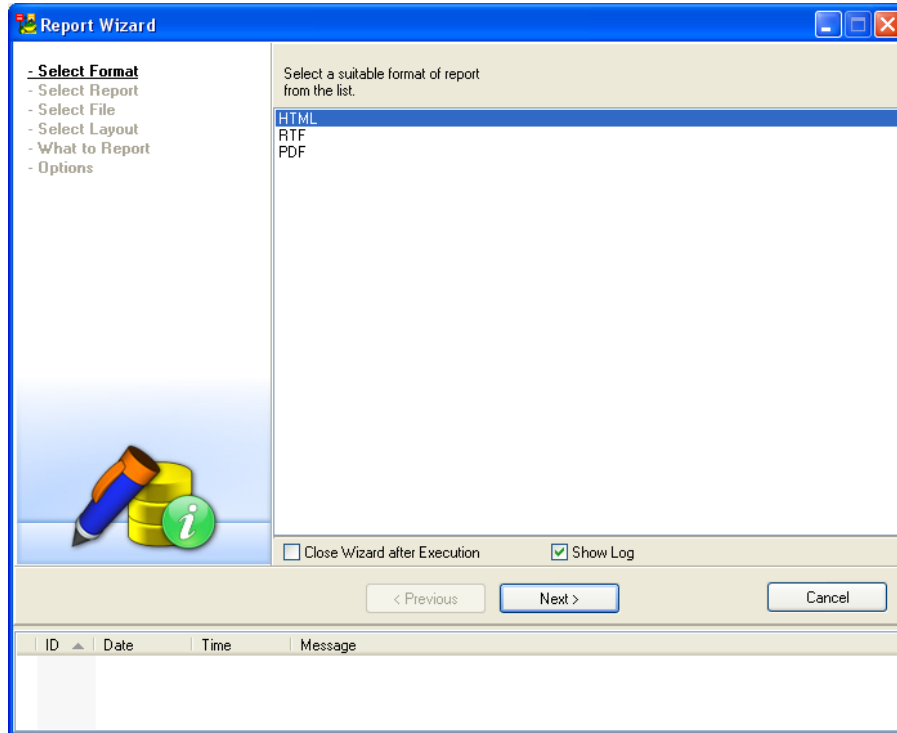 Report Wizard
- Select Format
- Select Report
- Select File
- Select Layout
- What to Report
- Options
Select a suitable format of report
from the list.
HTML
RTF
PDF
Close Wizard after Execution
Show Log
< Previous
Next >
Cancel
ID Date Time Message